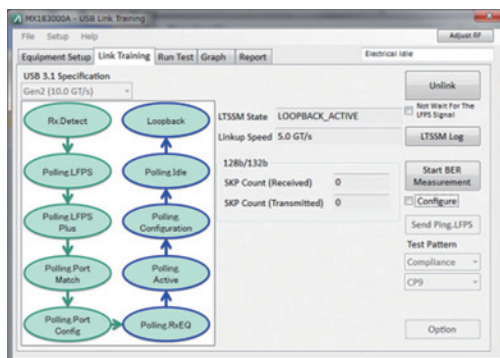 MX183000A - USB Link Training
File Setup Help
Adjust RF
Equipment Setup Link Training Run Test Graph Report
Electrical Idle
USB 3.1 Specification
Gen2 (10.0 GT/s)
Rx.Detect
Polling.LFPS
Polling.LFPS
Plus
Polling.Port
Match
Polling.Port
Config
Polling.RxEQ
Polling.
Active
Polling.
Configuration
Polling.Idle
Loopback
LTSSM State LOOPBACK_ACTIVE
Linkup Speed 5.0 GT/s
128b/132b
SKP Count (Received) 0
SKP Count (Transmitted) 0
Unlink
Not Wait For The
LFPS Signal
LTSSM Log
Start BER
Measurement
Configure
Send Ping.LFPS
Test Pattern
Compliance
CP9
Option